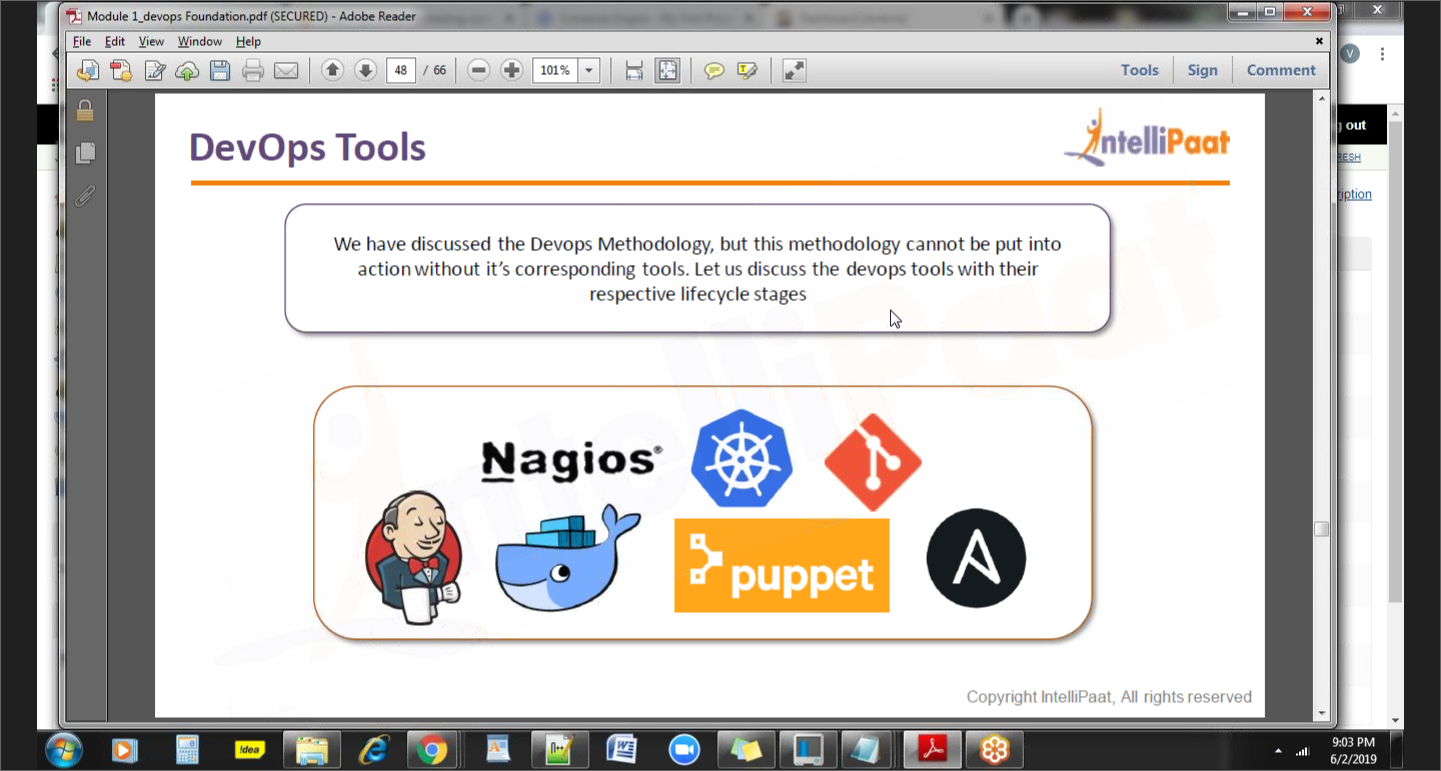 Module 1_devops Foundation.pdf (SECURED) - Adobe Reader
File Edit View Window Help
48 / 66 101% Tools Sign Comment
V
out
RESH
ription
DevOps Tools
IntelliPaat
We have discussed the Devops Methodology, but this methodology cannot be put into
action without it's corresponding tools. Let us discuss the devops tools with their
respective lifecycle stages
Nagios®
puppet
A
Copyright IntelliPaat, All rights reserved
!dea
9:03 PM
6/2/2019